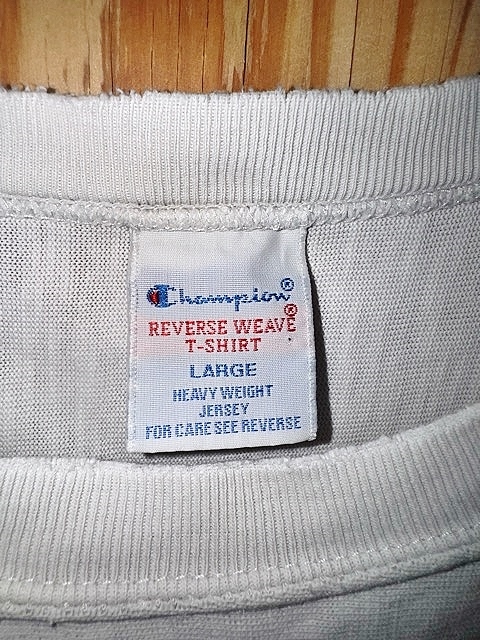 Champion®
REVERSE WEAVE®
T-SHIRT
LARGE
HEAVY WEIGHT
JERSEY
FOR CARE SEE REVERSE